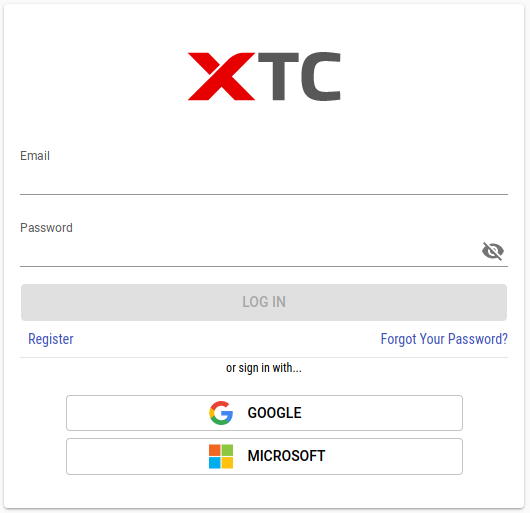 XTC
Email
Password
LOG IN
Register Forgot Your Password?
or sign in with...
GOOGLE
MICROSOFT